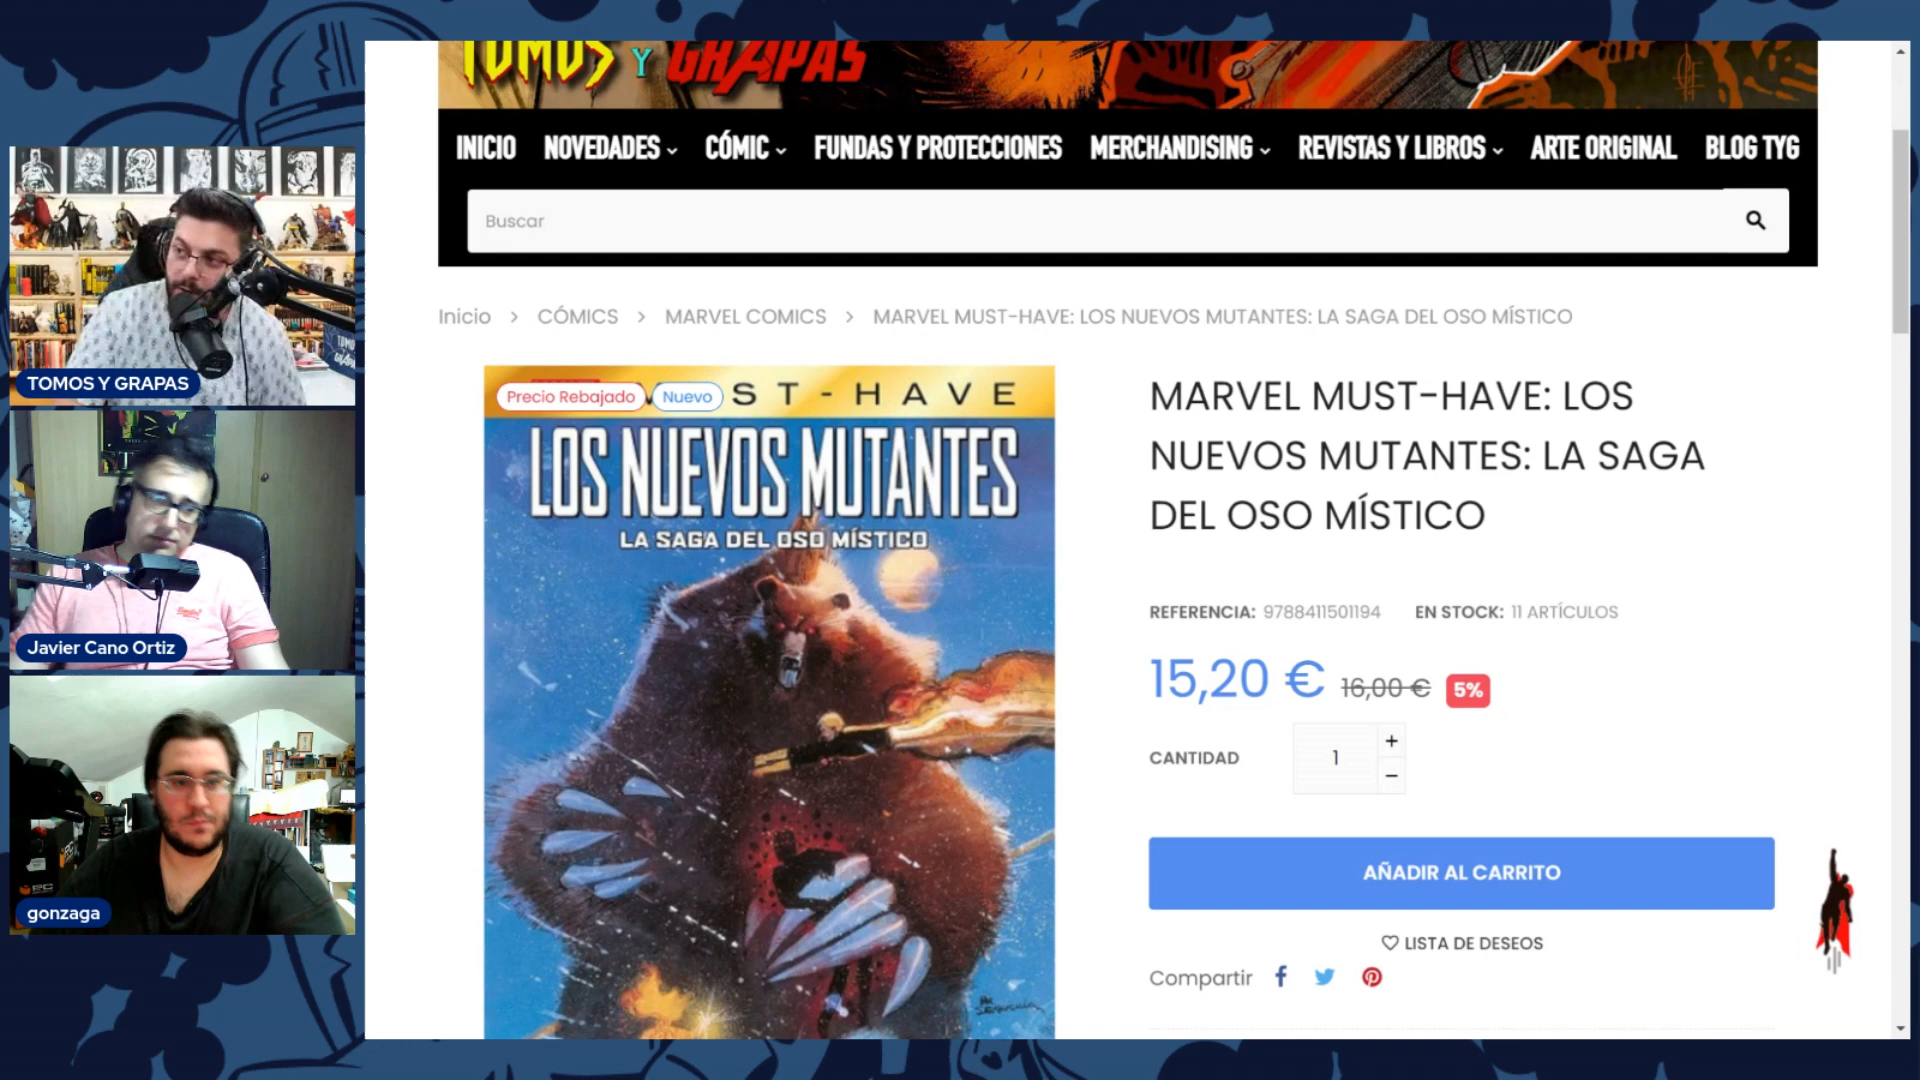 TOMOS Y GRAPAS
INICIO NOVEDADES CÓMIC FUNDAS Y PROTECCIONES MERCHANDISING REVISTAS Y LIBROS ARTE ORIGINAL BLOG TYG
Buscar
Inicio > CÓMICS > MARVEL COMICS > MARVEL MUST-HAVE: LOS NUEVOS MUTANTES: LA SAGA DEL OSO MÍSTICO
Precio Rebajado
Nuevo
ST-HAVE
LOS NUEVOS MUTANTES
LA SAGA DEL OSO MÍSTICO
MARVEL MUST-HAVE: LOS
NUEVOS MUTANTES: LA SAGA
DEL OSO MÍSTICO
REFERENCIA: 9788411501194 EN STOCK: 11 ARTÍCULOS
15,20 € 16,00 € 5%
CANTIDAD 1 + −
AÑADIR AL CARRITO
LISTA DE DESEOS
Compartir
TOMOS Y GRAPAS
Javier Cano Ortiz
gonzaga